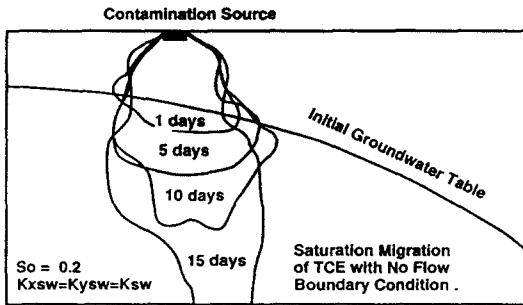 Contamination Source
1 days
5 days
10 days
15 days
Initial Groundwater Table
So = 0.2
Kxsw=Kysw=Ksw
Saturation Migration
of TCE with No Flow
Boundary Condition .